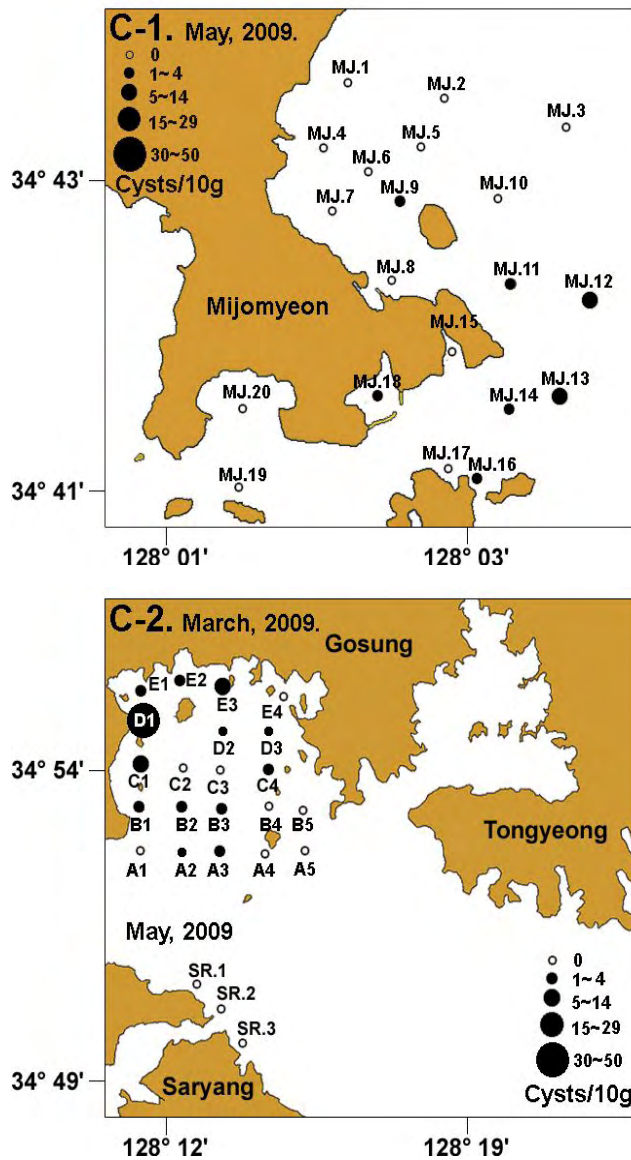 C-1. May, 2009.
0
1~4
5~14
15~29
30~50
Cysts/10g
MJ.1
MJ.2
MJ.3
MJ.4
MJ.5
MJ.6
34° 43'
MJ.7
MJ.9
MJ.10
MJ.8
MJ.11
MJ.12
Mijomyeon
MJ.15
MJ.18
MJ.13
MJ.20
MJ.14
MJ.17
MJ.16
MJ.19
34° 41'
128° 01'
128° 03'
C-2. March, 2009.
Gosung
E1
E2
E3
E4
D1
D2
D3
34° 54'
C1
C2
C3
C4
B1
B2
B3
B4
B5
Tongyeong
A1
A2
A3
A4
A5
May, 2009
SR.1
SR.2
SR.3
0
1~4
5~14
15~29
30~50
Cysts/10g
34° 49'
Saryang
128° 12'
128° 19'